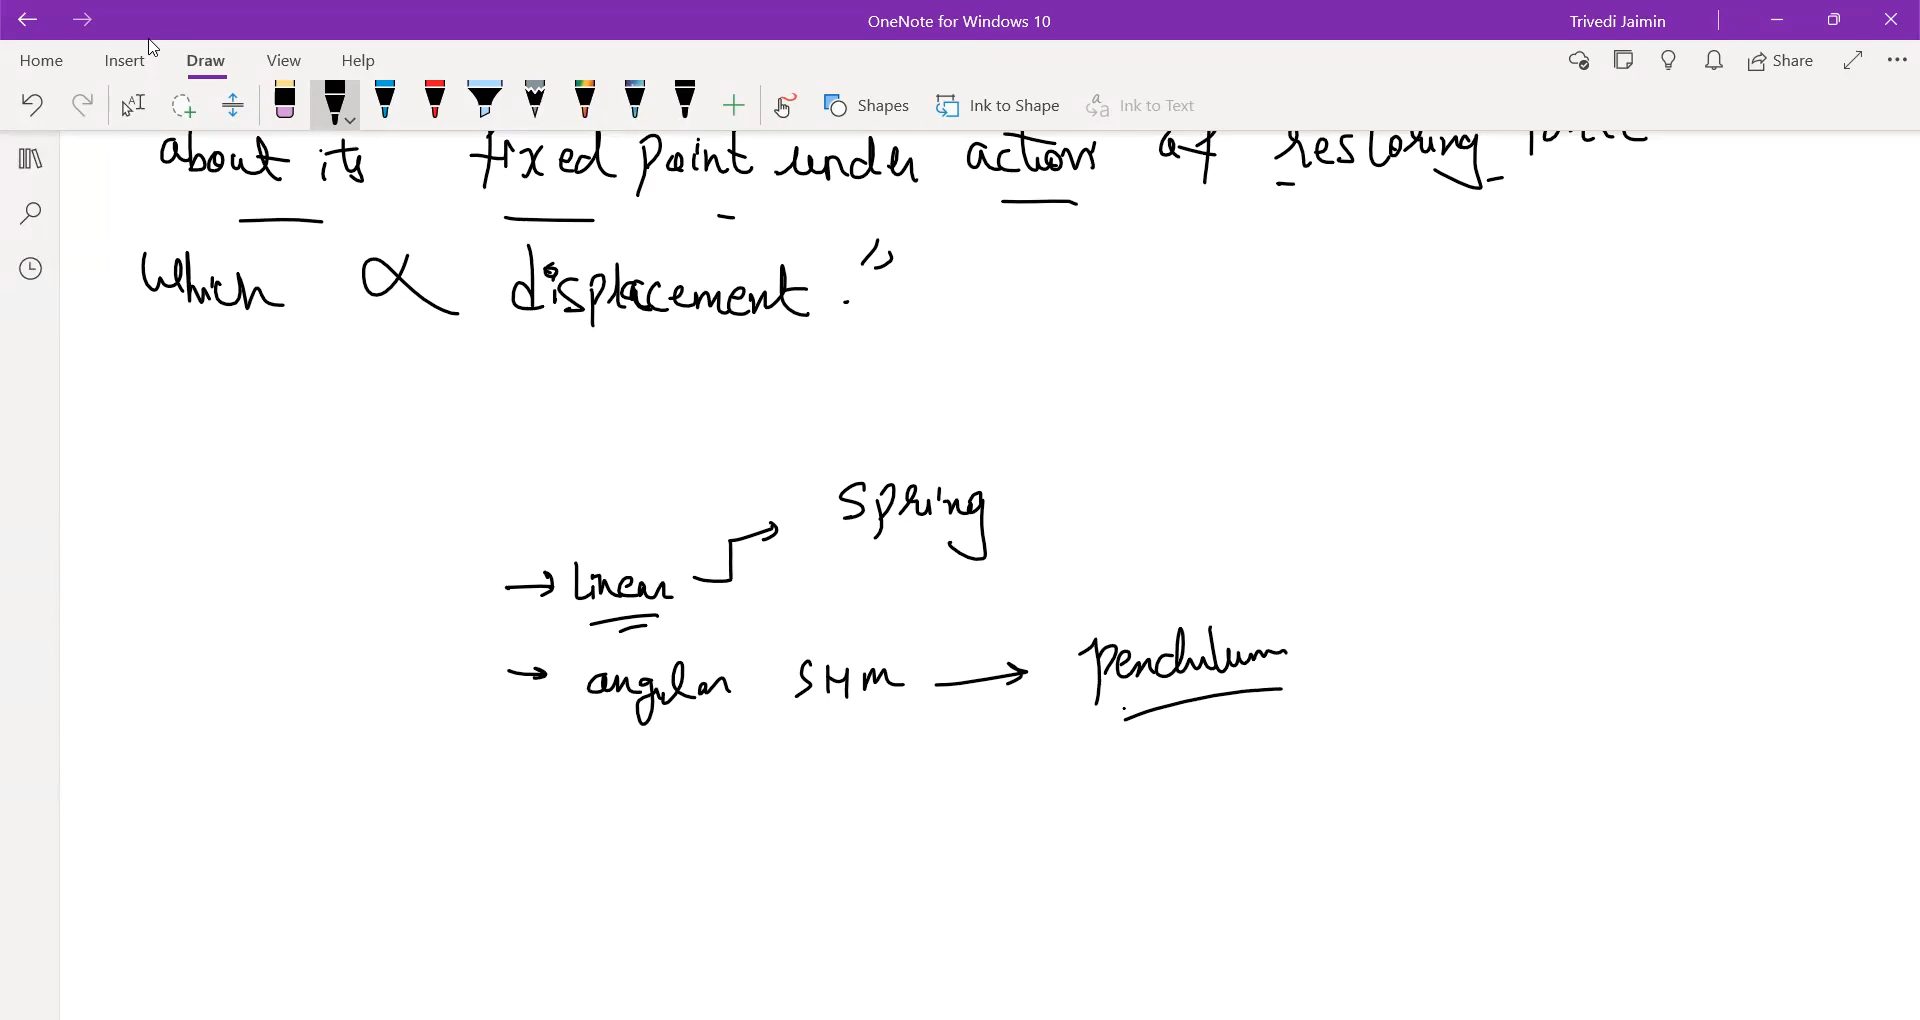 OneNote for Windows 10
Trivedi Jaimin
Home Insert Draw View Help
Share
Shapes Ink to Shape Ink to Text
about its fixed point under action of restoring force
which ∝ displacement."
Spring
→ Linear →
→ angular SHM → pendulum